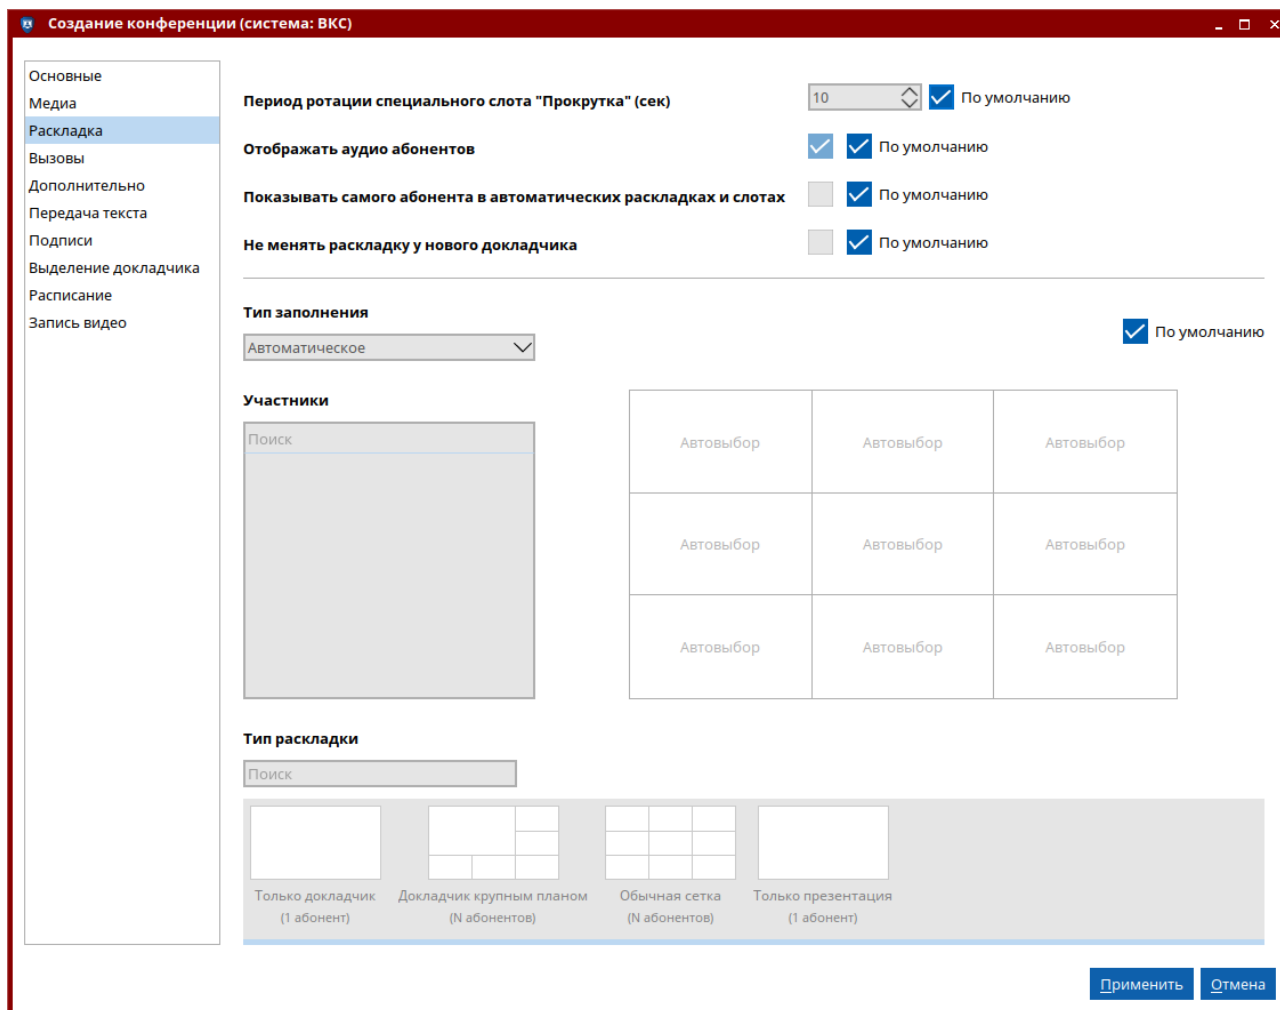 Создание конференции (система: ВКС)
Основные
Медиа
Раскладка
Вызовы
Дополнительно
Передача текста
Подписи
Выделение докладчика
Расписание
Запись видео
Период ротации специального слота "Прокрутка" (сек)
10
По умолчанию
Отображать аудио абонентов
По умолчанию
Показывать самого абонента в автоматических раскладках и слотах
По умолчанию
Не менять раскладку у нового докладчика
По умолчанию
Тип заполнения
Автоматическое
По умолчанию
Участники
Поиск
Автовыбор Автовыбор Автовыбор
Автовыбор Автовыбор Автовыбор
Автовыбор Автовыбор Автовыбор
Тип раскладки
Поиск
Только докладчик
(1 абонент)
Докладчик крупным планом
(N абонентов)
Обычная сетка
(N абонентов)
Только презентация
(1 абонент)
Применить
Отмена